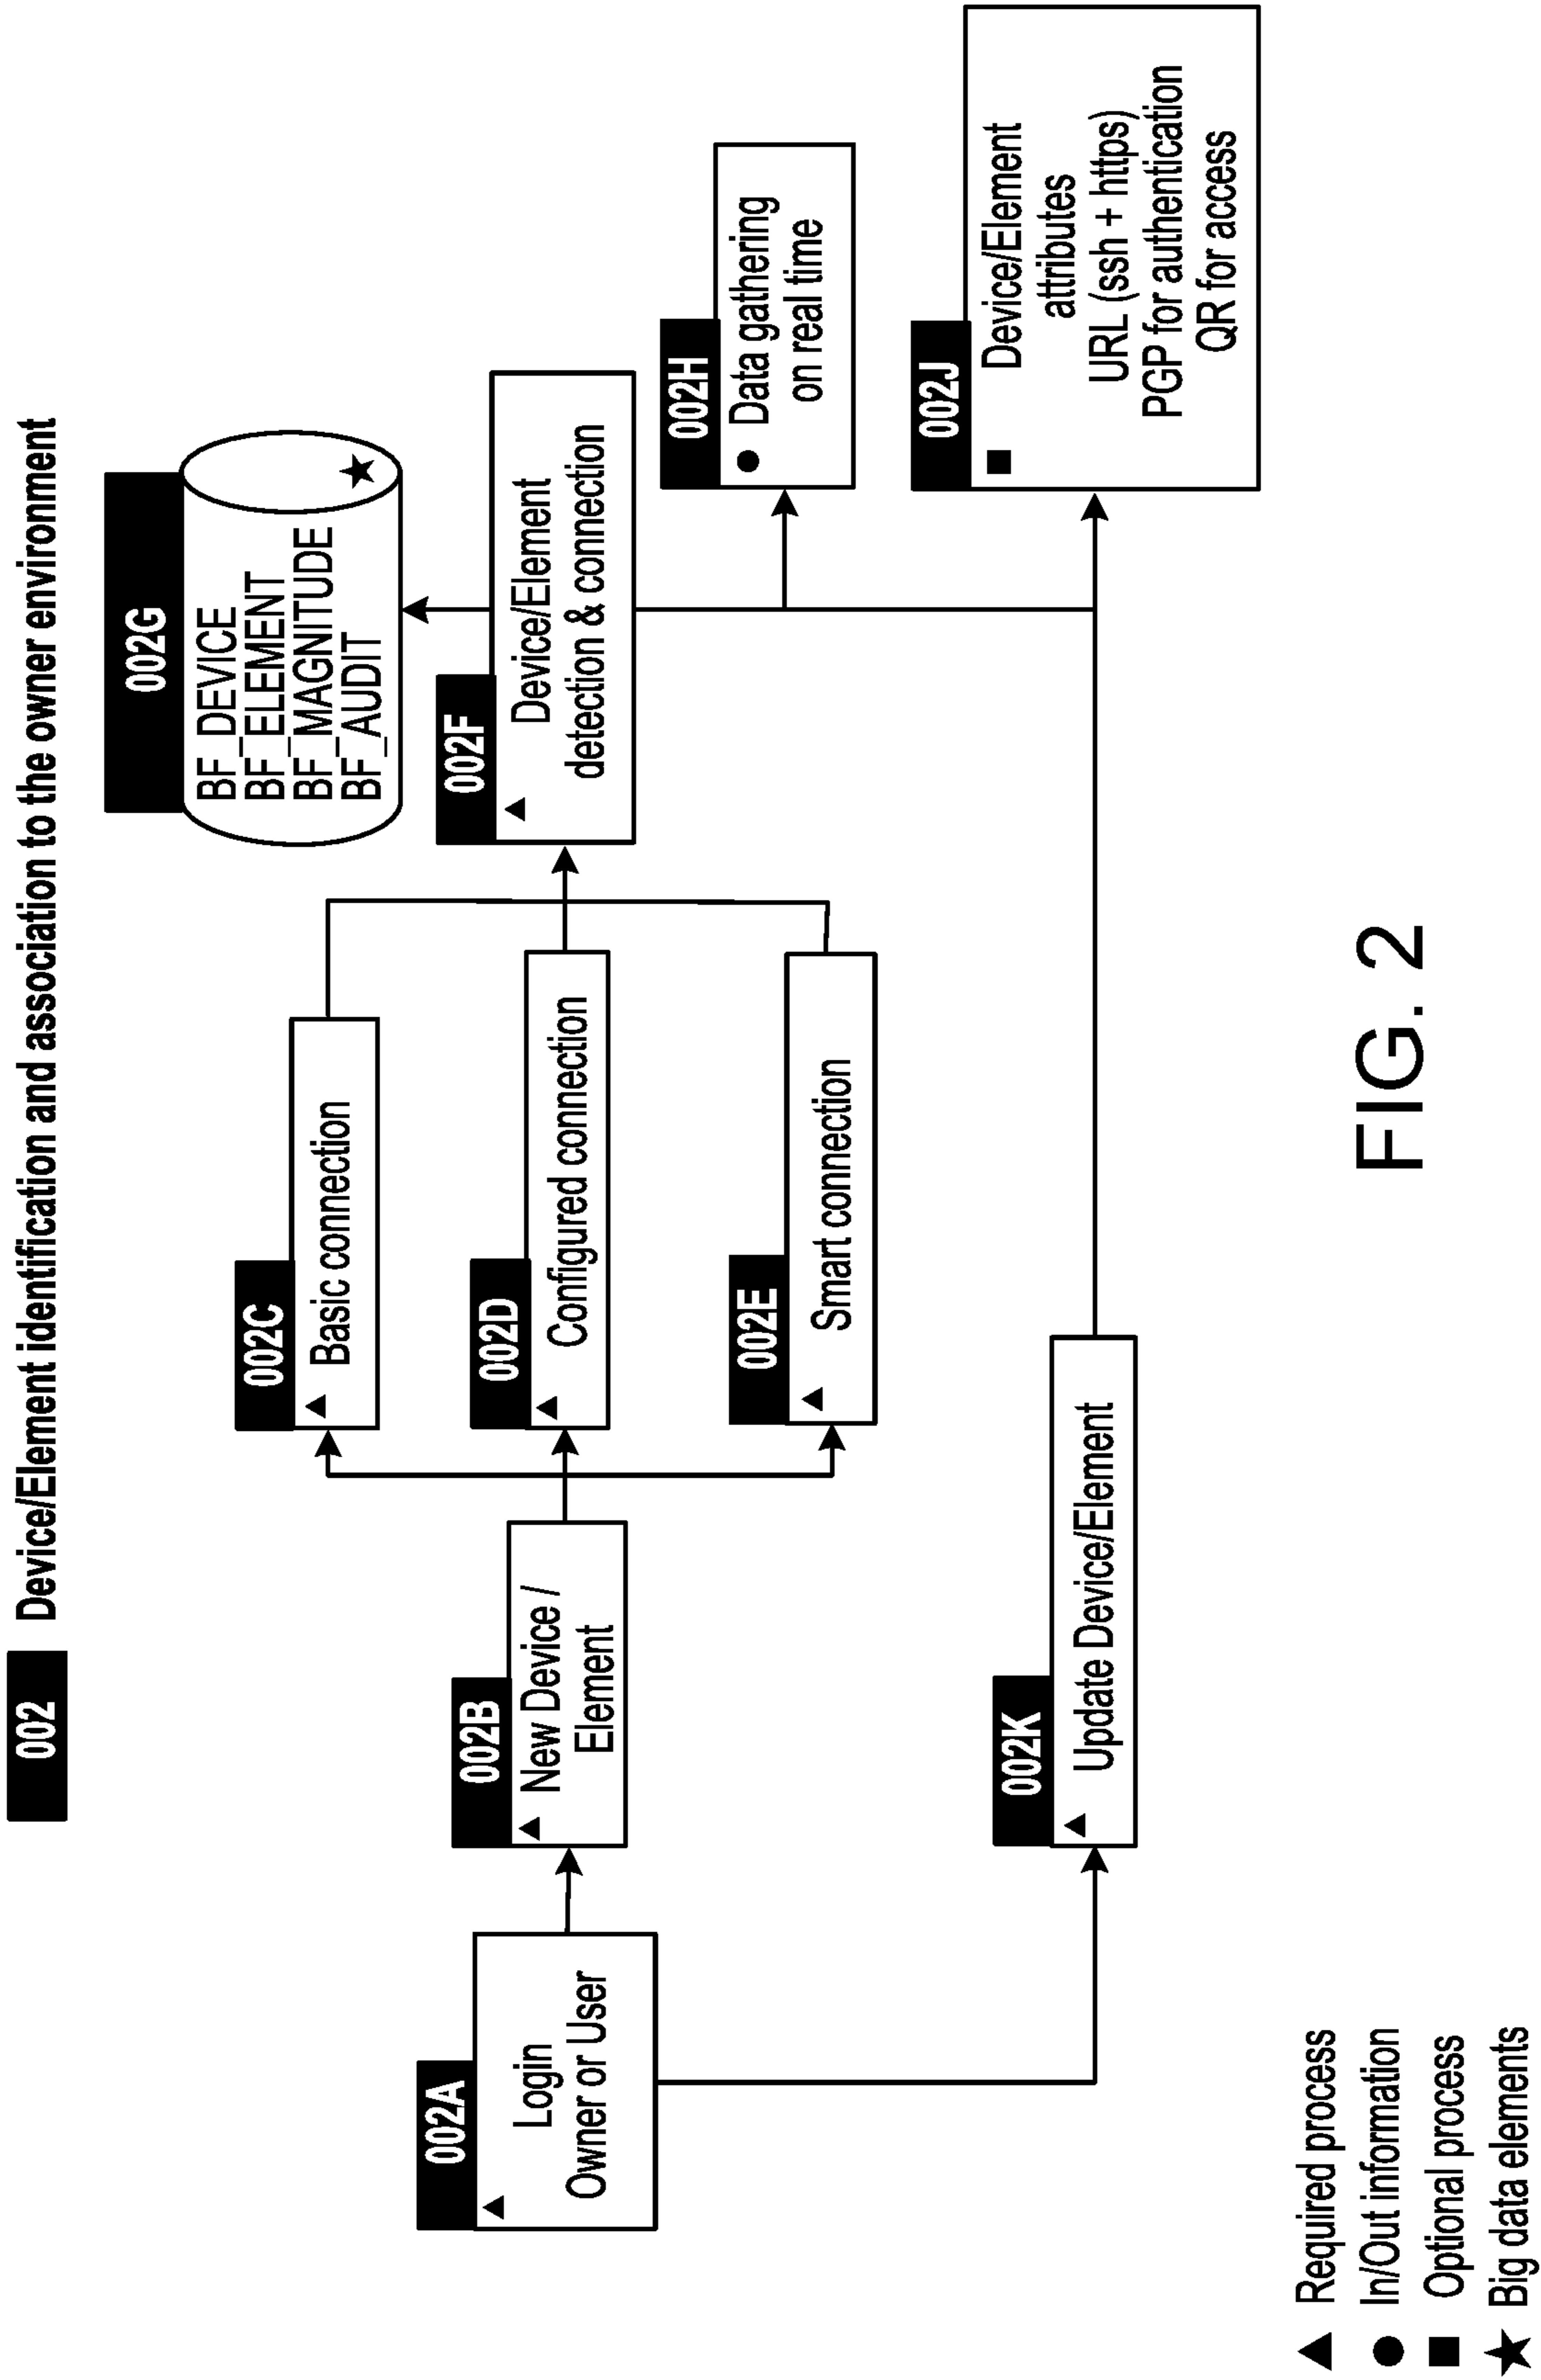 002 Device/Element identification and association to the owner environment
002A
Login
Owner or User
002B
New Device /
Element
002C
Basic connection
002D
Configured connection
002E
Smart connection
002F
Device/Element
detection & connection
002G
BF_DEVICE
BF_ELEMENT
BF_MAGNITUDE
BF_AUDIT
002H
Data gathering
on real time
002J
Device/Element
attributes
URL (ssh + https)
PGP for authentication
QR for access
002K
Update Device/Element
Required process
In/Out information
Optional process
Big data elements
FIG. 2